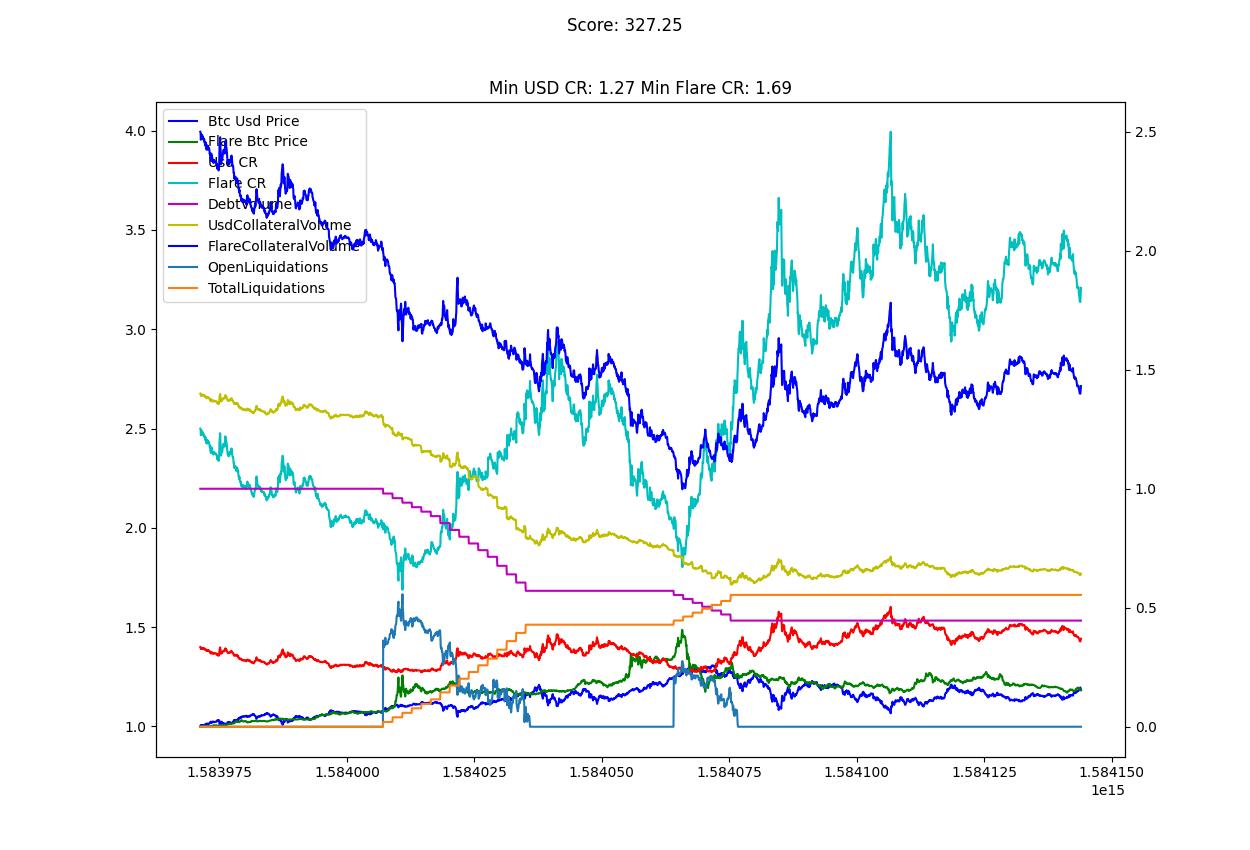 Score: 327.25
Min USD CR: 1.27 Min Flare CR: 1.69
Btc Usd Price
Flare Btc Price
Usd CR
Flare CR
DebtVolume
UsdCollateralVolume
FlareCollateralVolume
OpenLiquidations
TotalLiquidations
4.0
3.5
3.0
2.5
2.0
1.5
1.0
2.5
2.0
1.5
1.0
0.5
0.0
1.583975 1.584000 1.584025 1.584050 1.584075 1.584100 1.584125 1.584150
1e15